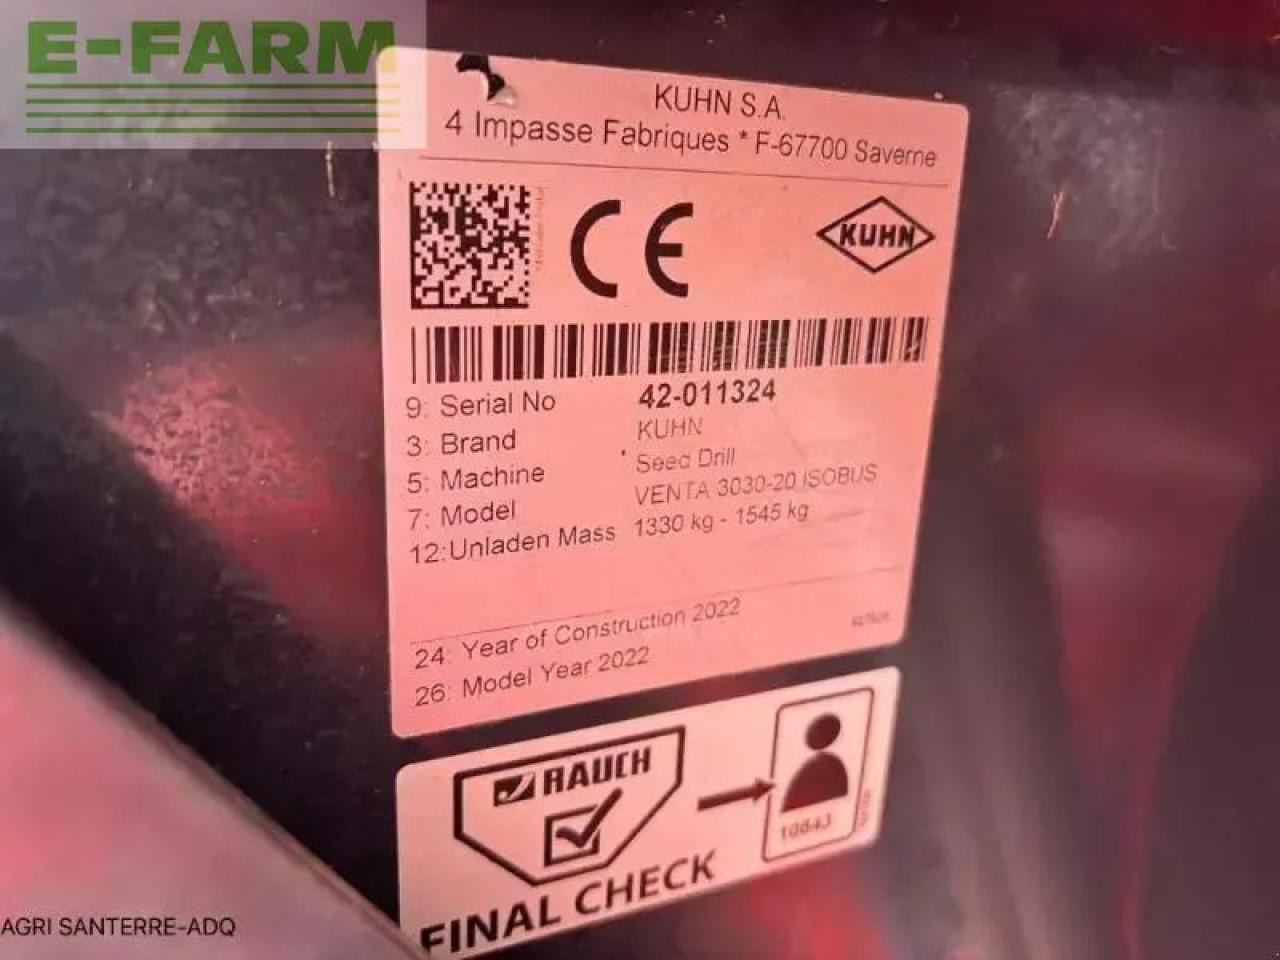 E-FARM
KUHN S.A.
4 Impasse Fabriques * F-67700 Saverne
CE
KUHN
9: Serial No 42-011324
3: Brand KUHN
5: Machine Seed Drill
7: Model VENTA 3030-20 ISOBUS
12: Unladen Mass 1330 kg - 1545 kg
24: Year of Construction 2022
26: Model Year 2022
RAUCH
10843
FINAL CHECK
AGRI SANTERRE-ADQ